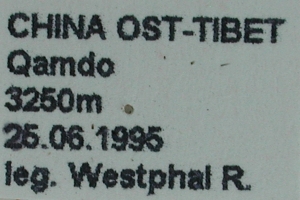 CHINA OST-TIBET
Qamdo
3250m
25.06.1995
leg. Westphal R.